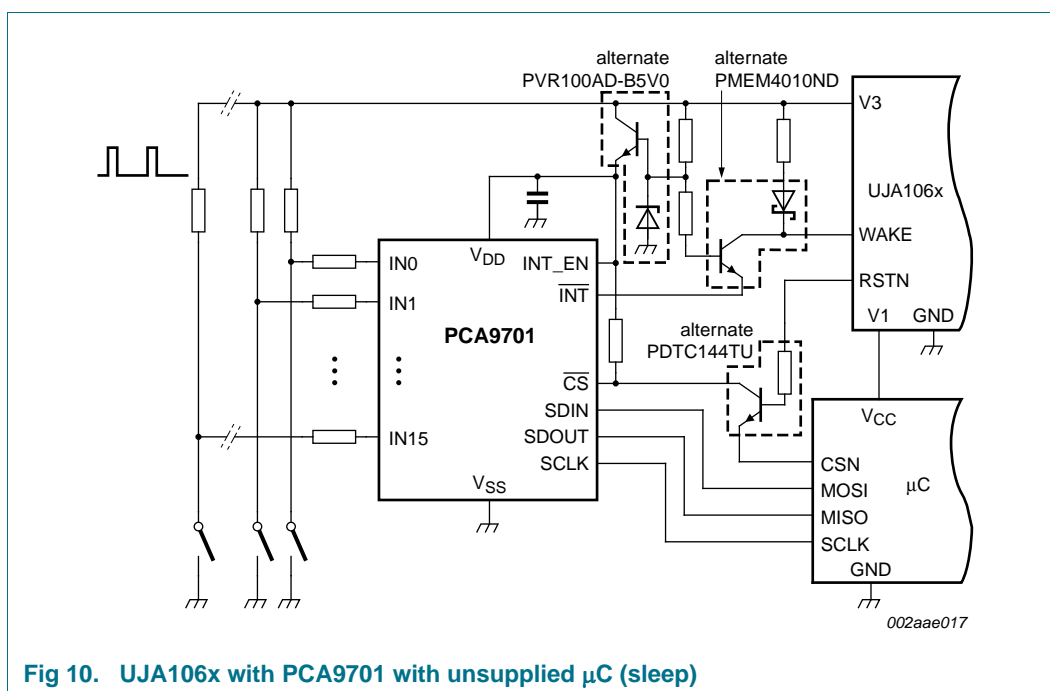 alternate
PVR100AD-B5V0
alternate
PMEM4010ND
V3
UJA106x
WAKE
RSTN
V1
GND
VDD
INT_EN
INT
IN0
IN1
PCA9701
alternate
PDTC144TU
CS
SDIN
SDOUT
SCLK
IN15
VSS
VCC
CSN
μC
MOSI
MISO
SCLK
GND
002aae017
Fig 10. UJA106x with PCA9701 with unsupplied μC (sleep)